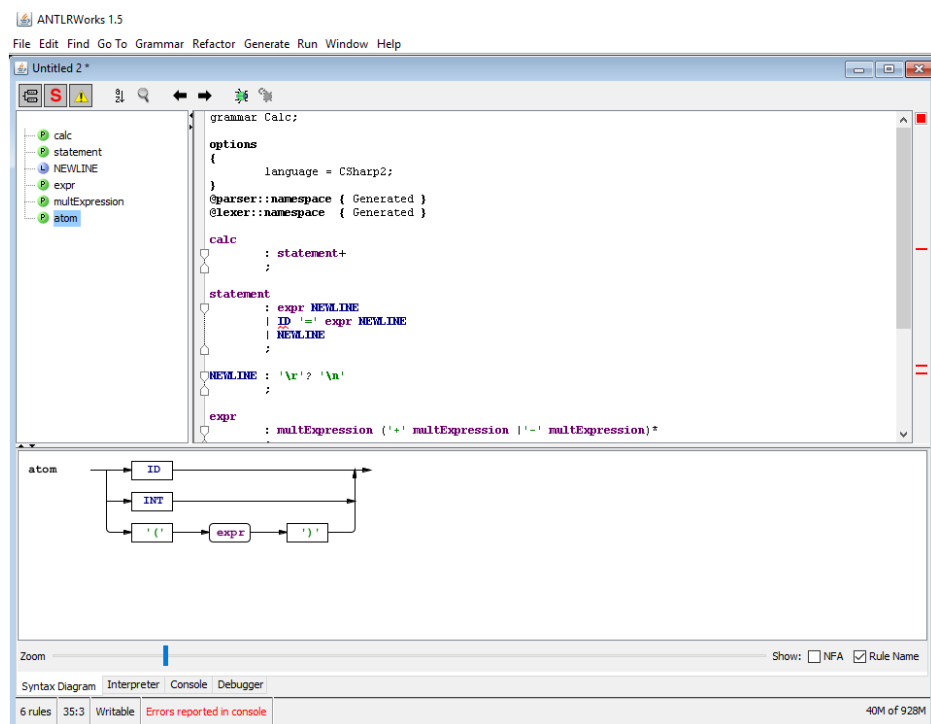 ANTLRWorks 1.5
File Edit Find Go To Grammar Refactor Generate Run Window Help
Untitled 2 *
calc
statement
NEWLINE
expr
multExpression
atom
grammar Calc;
options
{
language = CSharp2;
}
@parser::namespace { Generated }
@lexer::namespace { Generated }
calc
: statement+
;
statement
: expr NEWLINE
| ID '=' expr NEWLINE
| NEWLINE
;
NEWLINE : '\r'? '\n'
;
expr
: multExpression ('+' multExpression |'-' multExpression)*
atom
ID
INT
'(' expr ')'
Zoom Show: NFA Rule Name
Syntax Diagram Interpreter Console Debugger
6 rules 35:3 Writable Errors reported in console 40M of 928M